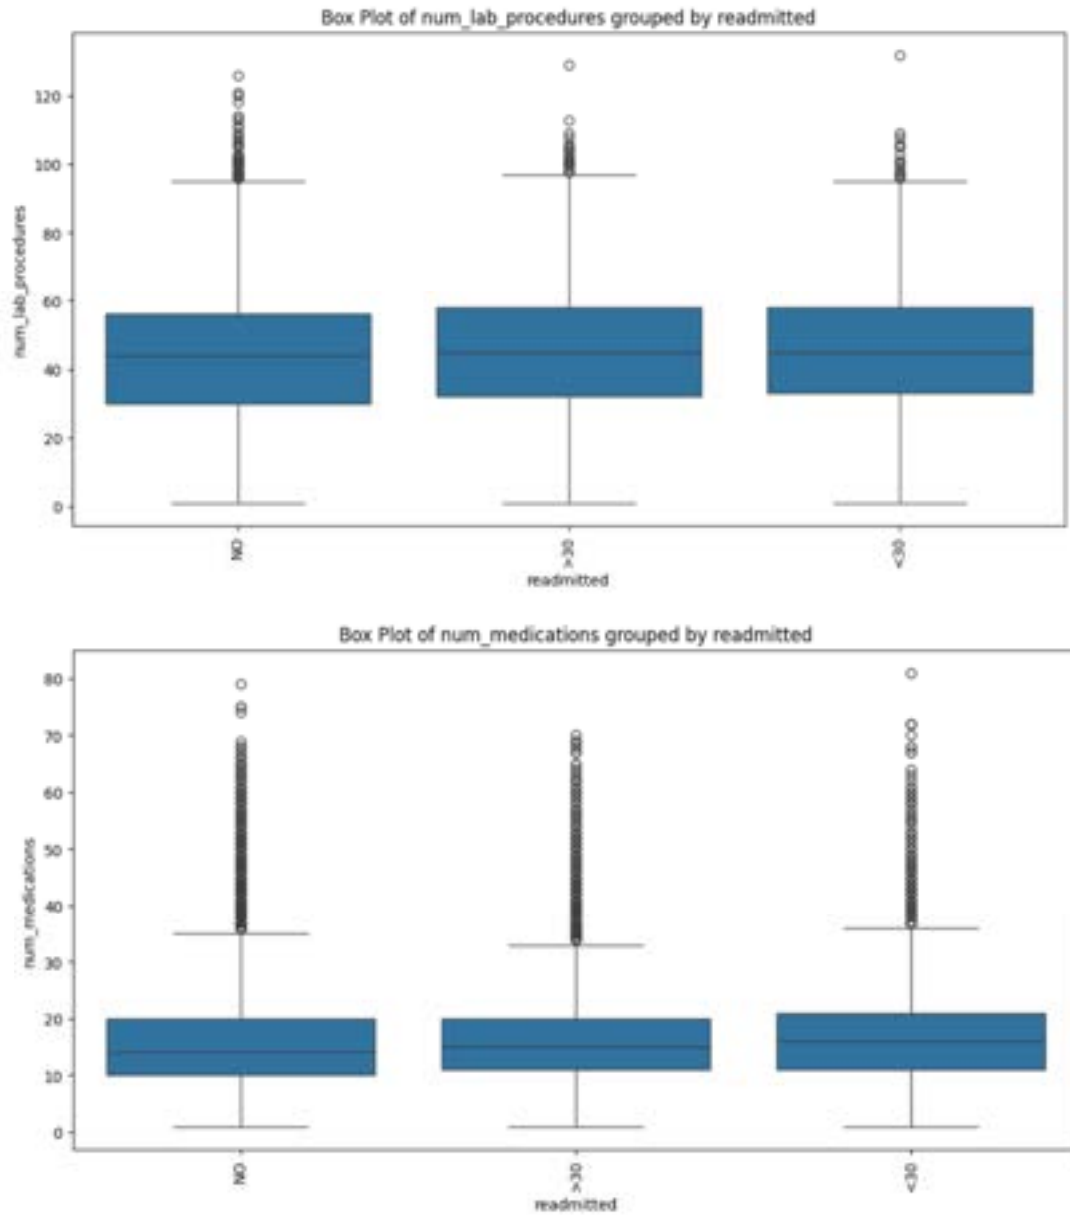 Box Plot of num_lab_procedures grouped by readmitted
120
100
80
60
40
20
0
num_lab_procedures
NO
>30
<30
readmitted
Box Plot of num_medications grouped by readmitted
80
70
60
50
40
30
20
10
0
num_medications
NO
>30
<30
readmitted